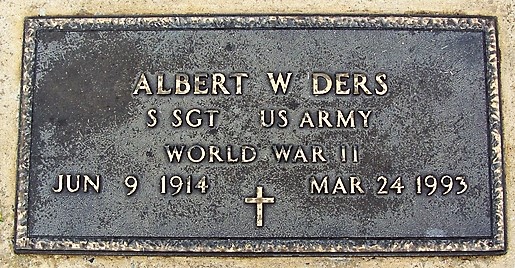 ALBERT W DERS
S SGT US ARMY
WORLD WAR II
JUN 9 1914 MAR 24 1993